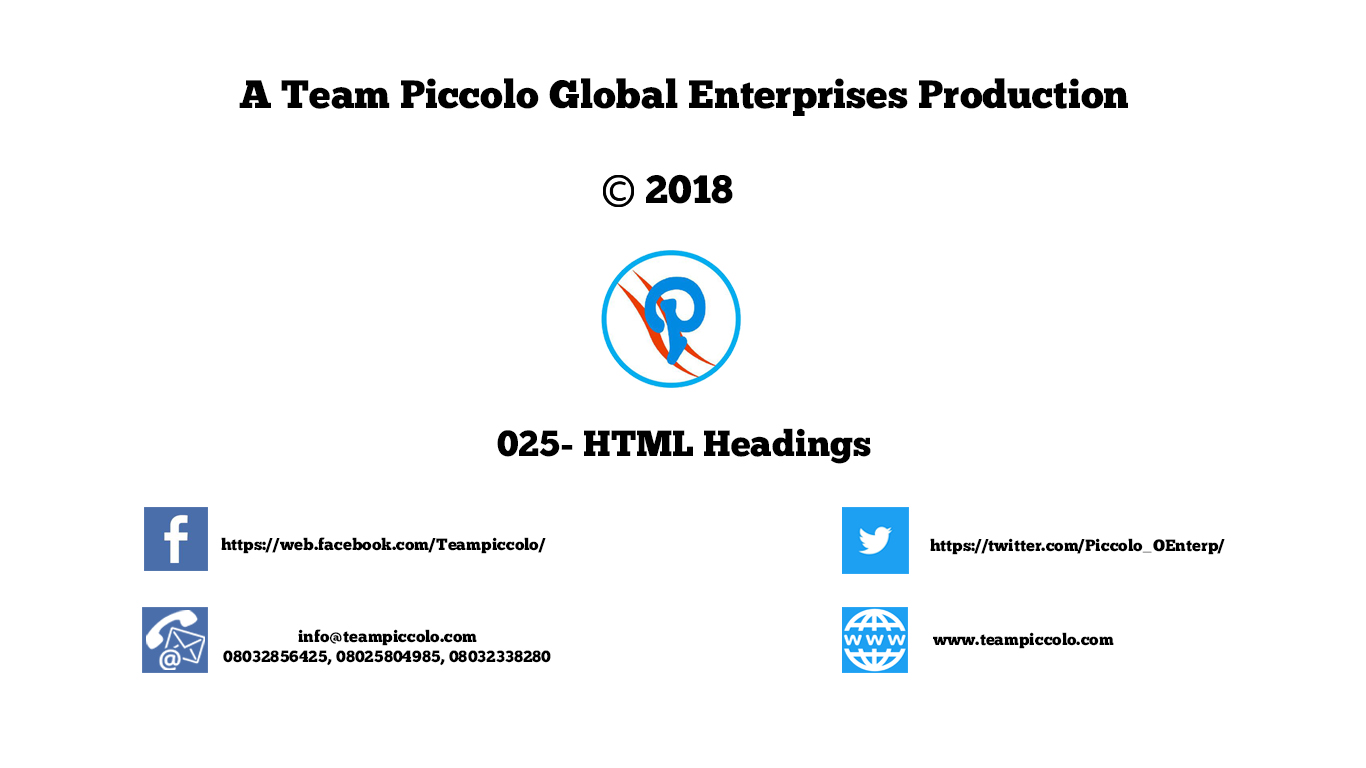 A Team Piccolo Global Enterprises Production
© 2018
025- HTML Headings
https://web.facebook.com/Teampiccolo/
https://twitter.com/Piccolo_OEnterp/
info@teampiccolo.com
08032856425, 08025804985, 08032338280
WWW
www.teampiccolo.com